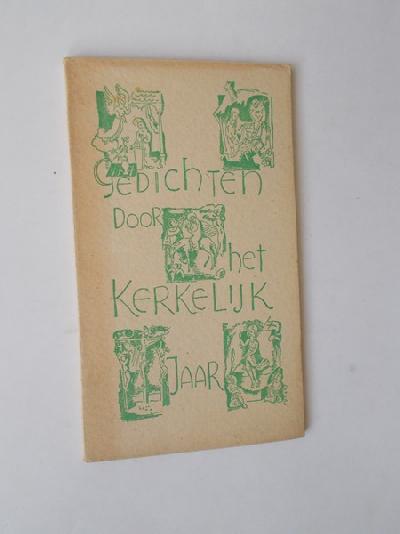 GEDICHTEN
DOOR
het
KERKELIJK
JAAR